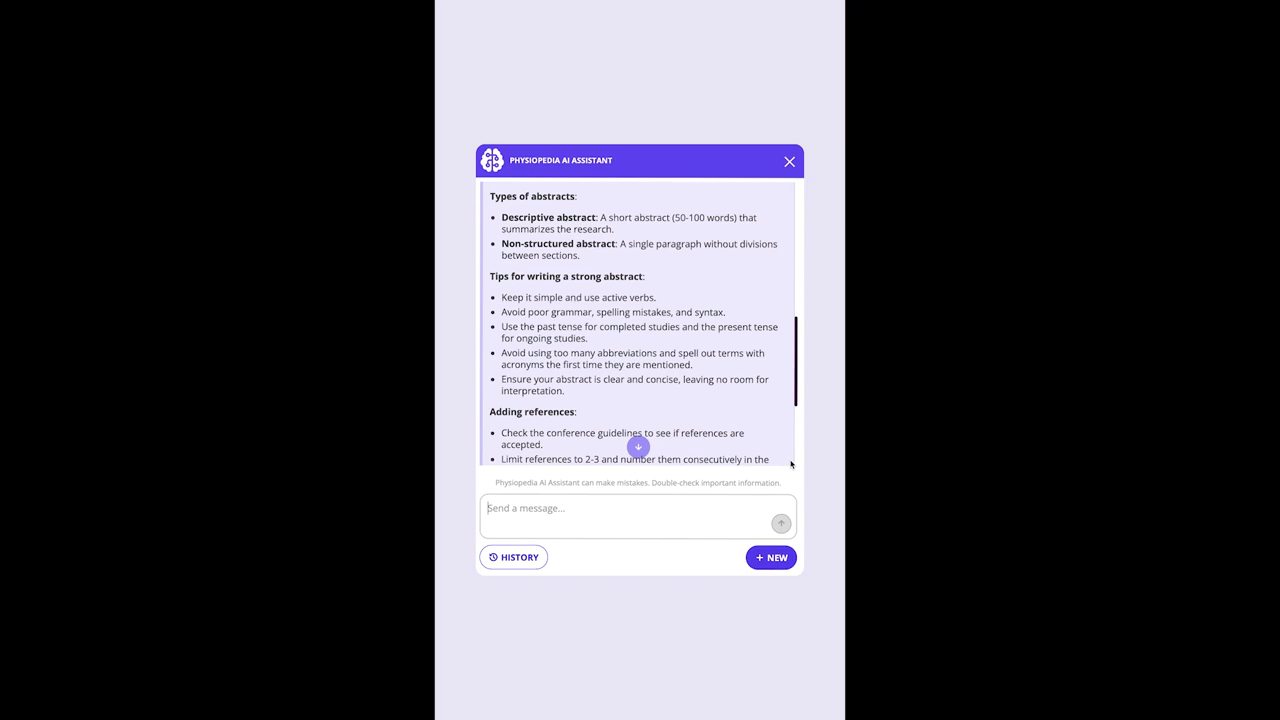 PHYSIOPEDIA AI ASSISTANT
Types of abstracts:
• Descriptive abstract: A short abstract (50-100 words) that
summarizes the research.
• Non-structured abstract: A single paragraph without divisions
between sections.
Tips for writing a strong abstract:
• Keep it simple and use active verbs.
• Avoid poor grammar, spelling mistakes, and syntax.
• Use the past tense for completed studies and the present tense
for ongoing studies.
• Avoid using too many abbreviations and spell out terms with
acronyms the first time they are mentioned.
• Ensure your abstract is clear and concise, leaving no room for
interpretation.
Adding references:
• Check the conference guidelines to see if references are
accepted.
• Limit references to 2-3 and number them consecutively in the
Physiopedia AI Assistant can make mistakes. Double-check important information.
Send a message...
HISTORY
+ NEW